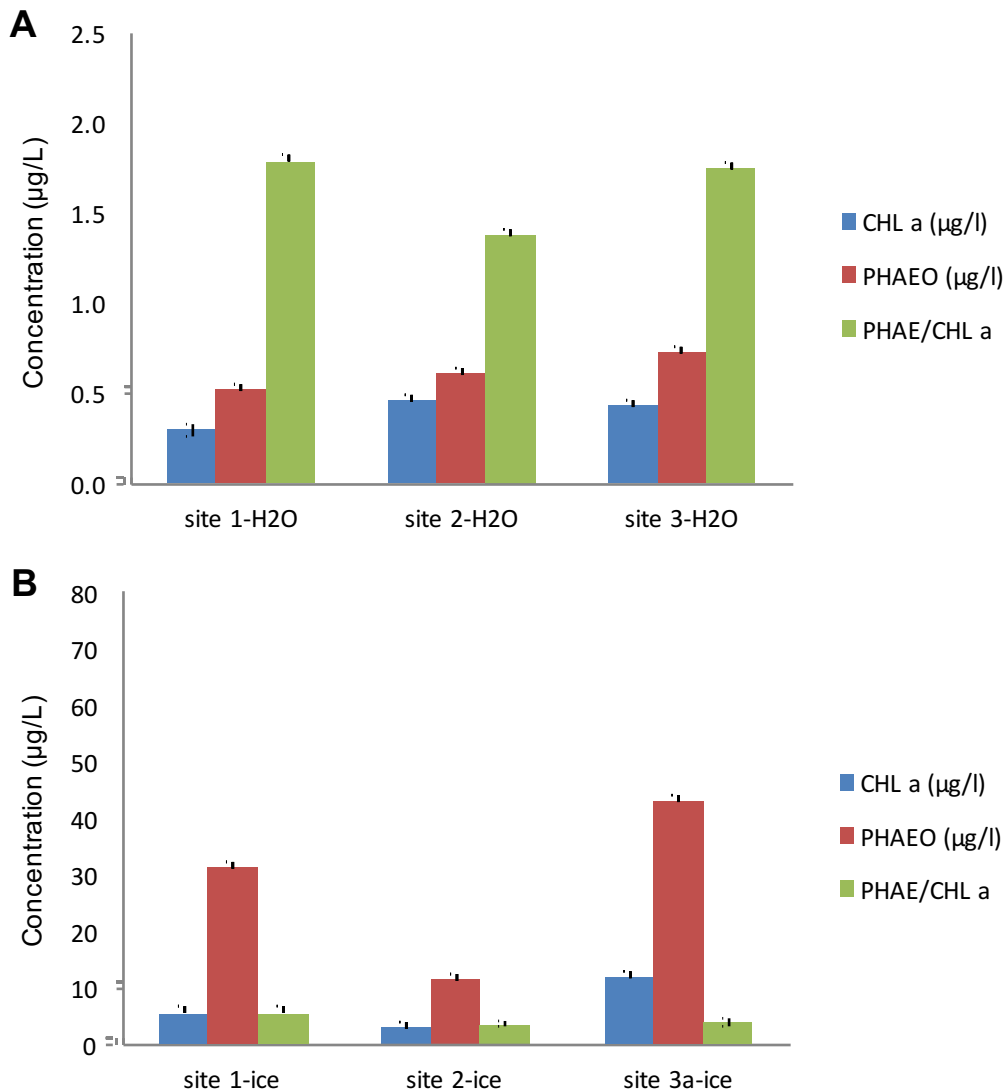 A
2.5
2.0
1.5
1.0
0.5
0.0
Concentration (µg/L)
site 1-H2O
site 2-H2O
site 3-H2O
CHL a (µg/l)
PHAEO (µg/l)
PHAE/CHL a
B
80
70
60
50
40
30
20
10
0
Concentration (µg/L)
site 1-ice
site 2-ice
site 3a-ice
CHL a (µg/l)
PHAEO (µg/l)
PHAE/CHL a